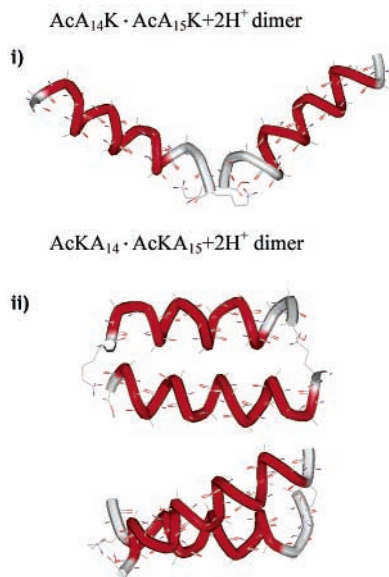 AcA₁₄K · AcA₁₅K+2H⁺ dimer
i)
AcKA₁₄ · AcKA₁₅+2H⁺ dimer
ii)